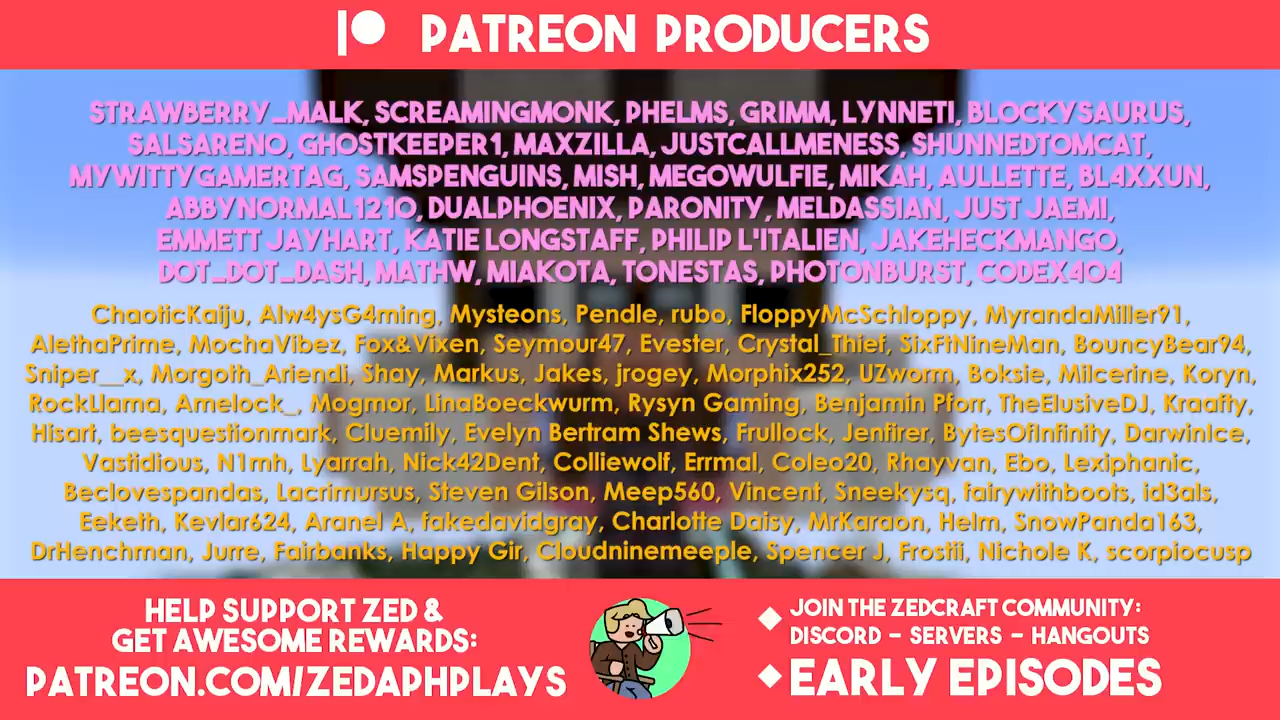 PATREON PRODUCERS
STRAWBERRY_MALK, SCREAMINGMONK, PHELMS, GRIMM, LYNNETI, BLOCKYSAURUS,
SALSARENO, GHOSTKEEPER1, MAXZILLA, JUSTCALLMENESS, SHUNNEDTOMCAT,
MYWITTYGAMERTAG, SAMSPENGUINS, MISH, MEGOWULFIE, MIKAH, AULLETTE, BL4XXUN,
ABBYNORMAL1210, DUALPHOENIX, PARONITY, MELDASSIAN, JUST JAEMI,
EMMETT JAYHART, KATIE LONGSTAFF, PHILIP L'ITALIEN, JAKEHECKMANGO,
DOT_DOT_DASH, MATHW, MIAKOTA, TONESTAS, PHOTONBURST, CODEX404
ChaoticKaiju, Alw4ysG4ming, Mysteons, Pendle, rubo, FloppyMcSchloppy, MyrandaMiller91,
AlethaPrime, MochaVibez, Fox&Vixen, Seymour47, Evester, Crystal_Thief, SixFtNineMan, BouncyBear94,
Sniper__x, Morgoth_Ariendi, Shay, Markus, Jakes, jrogey, Morphix252, UZworm, Boksie, Milcerine, Koryn,
RockLlama, Amelock_, Mogmor, LinaBoeckwurm, Rysyn Gaming, Benjamin Pforr, TheElusiveDJ, Kraafty,
Hisart, beesquestionmark, Cluemily, Evelyn Bertram Shews, Frullock, Jenfirer, BytesOfInfinity, DarwinIce,
Vastidious, N1mh, Lyarrah, Nick42Dent, Colliewolf, Errmal, Coleo20, Rhayvan, Ebo, Lexiphanic,
Beclovespandas, Lacrimursus, Steven Gilson, Meep560, Vincent, Sneekysq, fairywithboots, id3als,
Eeketh, Kevlar624, Aranel A, fakedavidgray, Charlotte Daisy, MrKaraon, Helm, SnowPanda163,
DrHenchman, Jurre, Fairbanks, Happy Gir, Cloudninemeeple, Spencer J, Frostii, Nichole K, scorpiocusp
HELP SUPPORT ZED &
GET AWESOME REWARDS:
PATREON.COM/ZEDAPHPLAYS
JOIN THE ZEDCRAFT COMMUNITY:
DISCORD - SERVERS - HANGOUTS
EARLY EPISODES